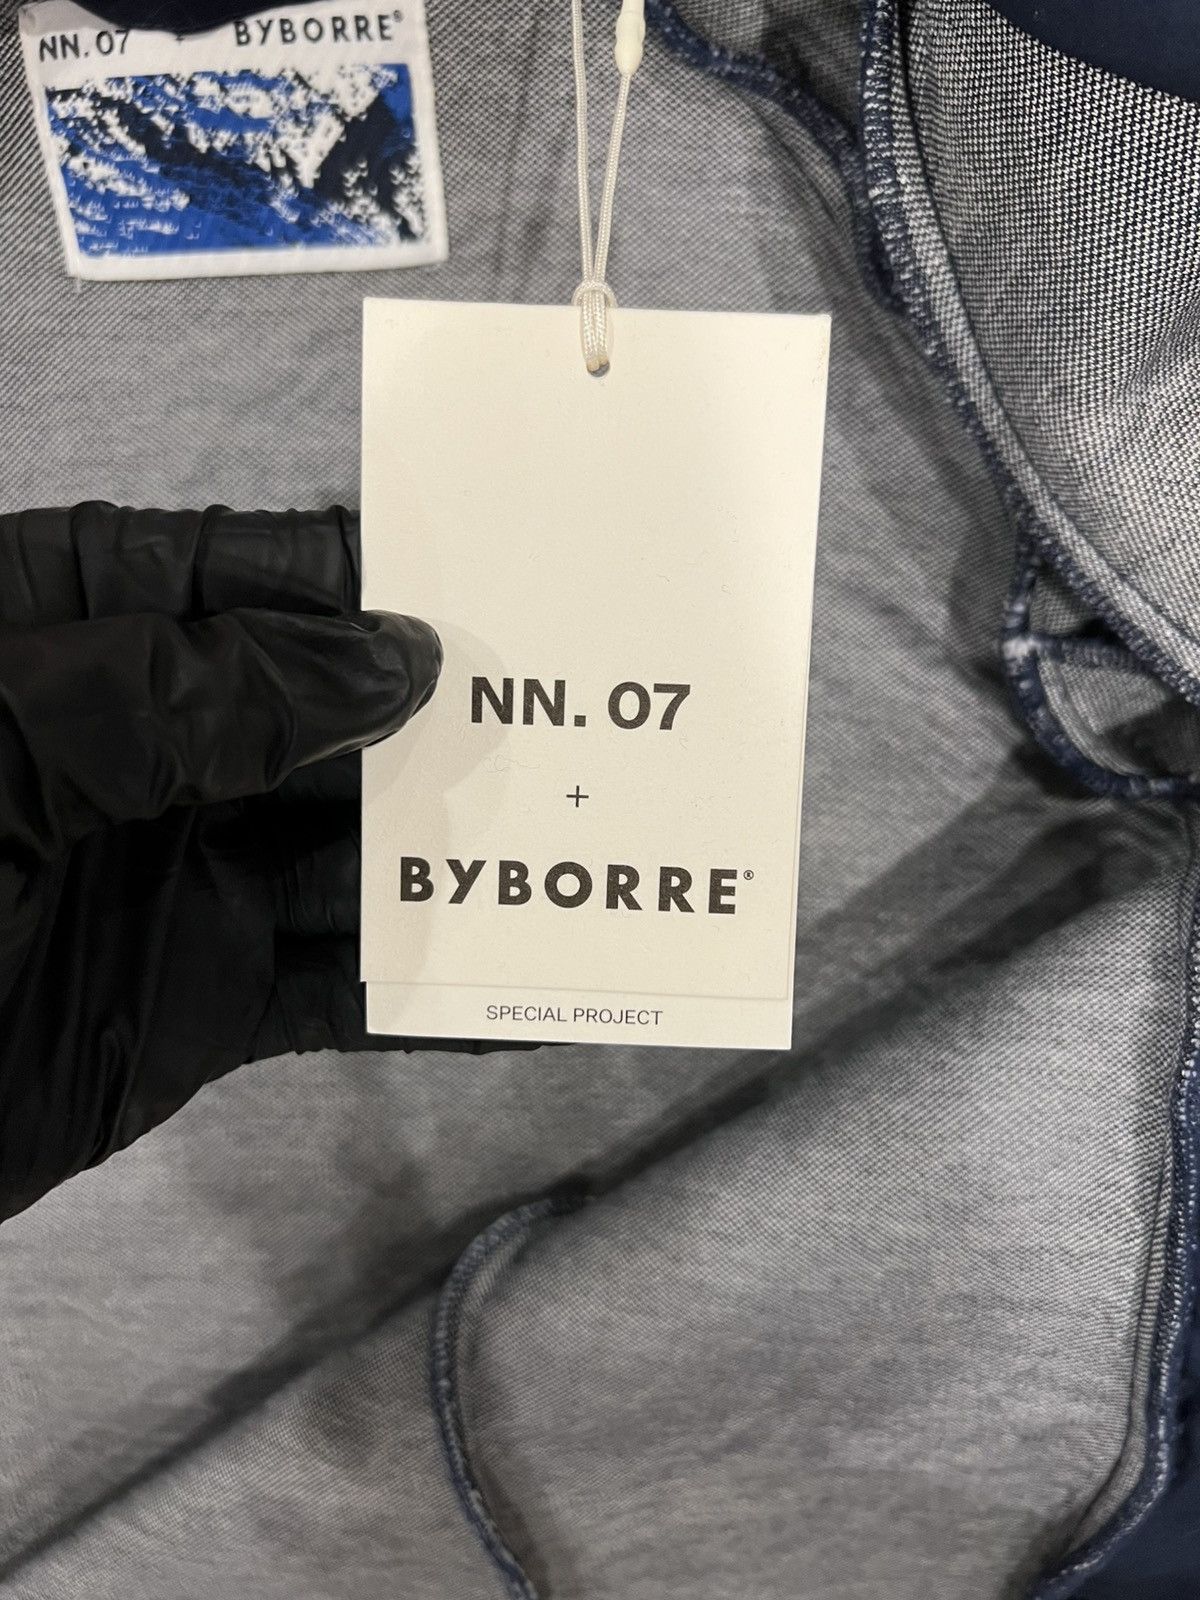 NN. 07 + BYBORRE®
NN. 07
+
BYBORRE®
SPECIAL PROJECT